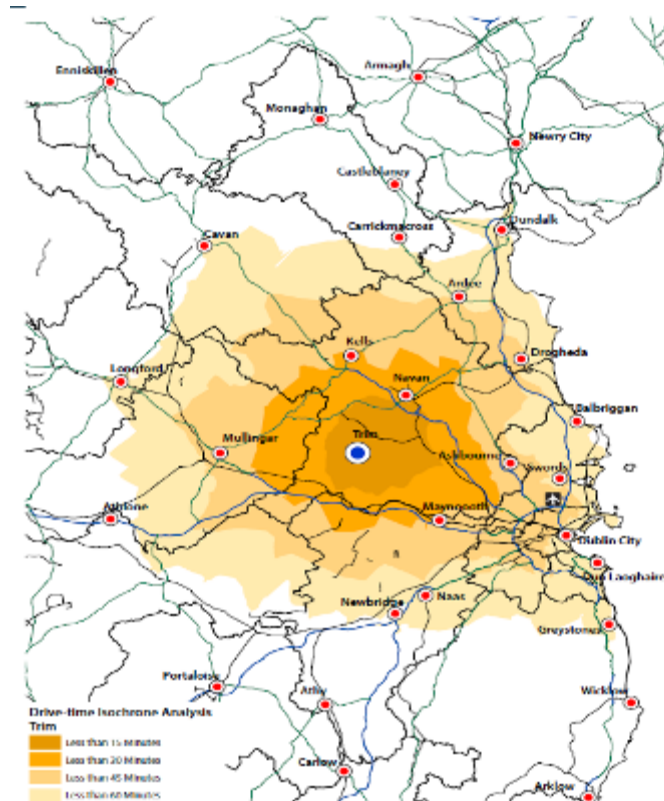 Enniskillen
Armagh
Monaghan
Newry City
Castleblaney
Cavan
Carrickmacross
Dundalk
Ardee
Kells
Drogheda
Longford
Navan
Balbriggan
Mullingar
Trim
Ashbourne
Swords
Athlone
Maynooth
Dublin City
Dun Laoghaire
Newbridge
Naas
Greystones
Portlaoise
Athy
Wicklow
Drive-time Isochrone Analysis
Trim
Less than 15 Minutes
Less than 30 Minutes
Less than 45 Minutes
Less than 60 Minutes
Carlow
Arklow